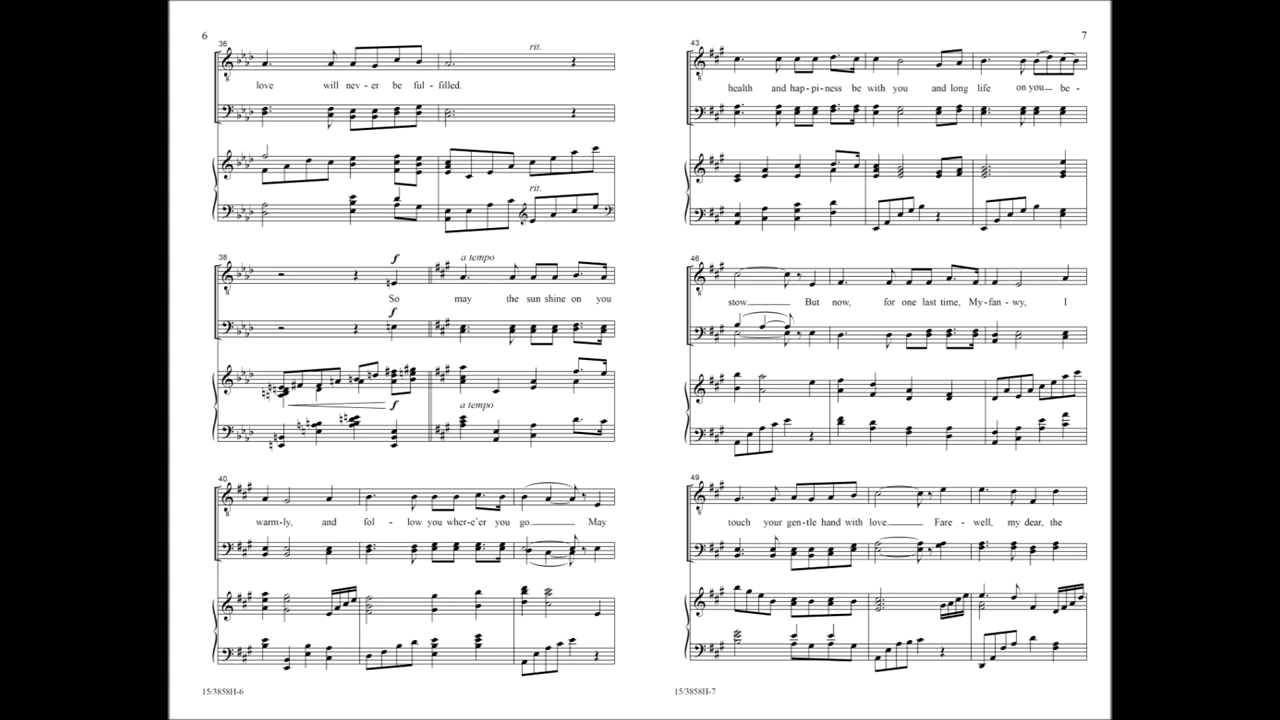 6
36
rit.
love will nev - er be ful - filled.
rit.
38
f
a tempo
So may the sun shine on you
f
a tempo
f
40
warm-ly, and fol - low you wher-e'er you go. May
15/3858H-6
7
43
health and hap-pi-ness be with you and long life on you be -
46
stow. But now, for one last time, My-fan-wy, I
49
touch your gen-tle hand with love. Fare - well, my dear, the
15/3858H-7